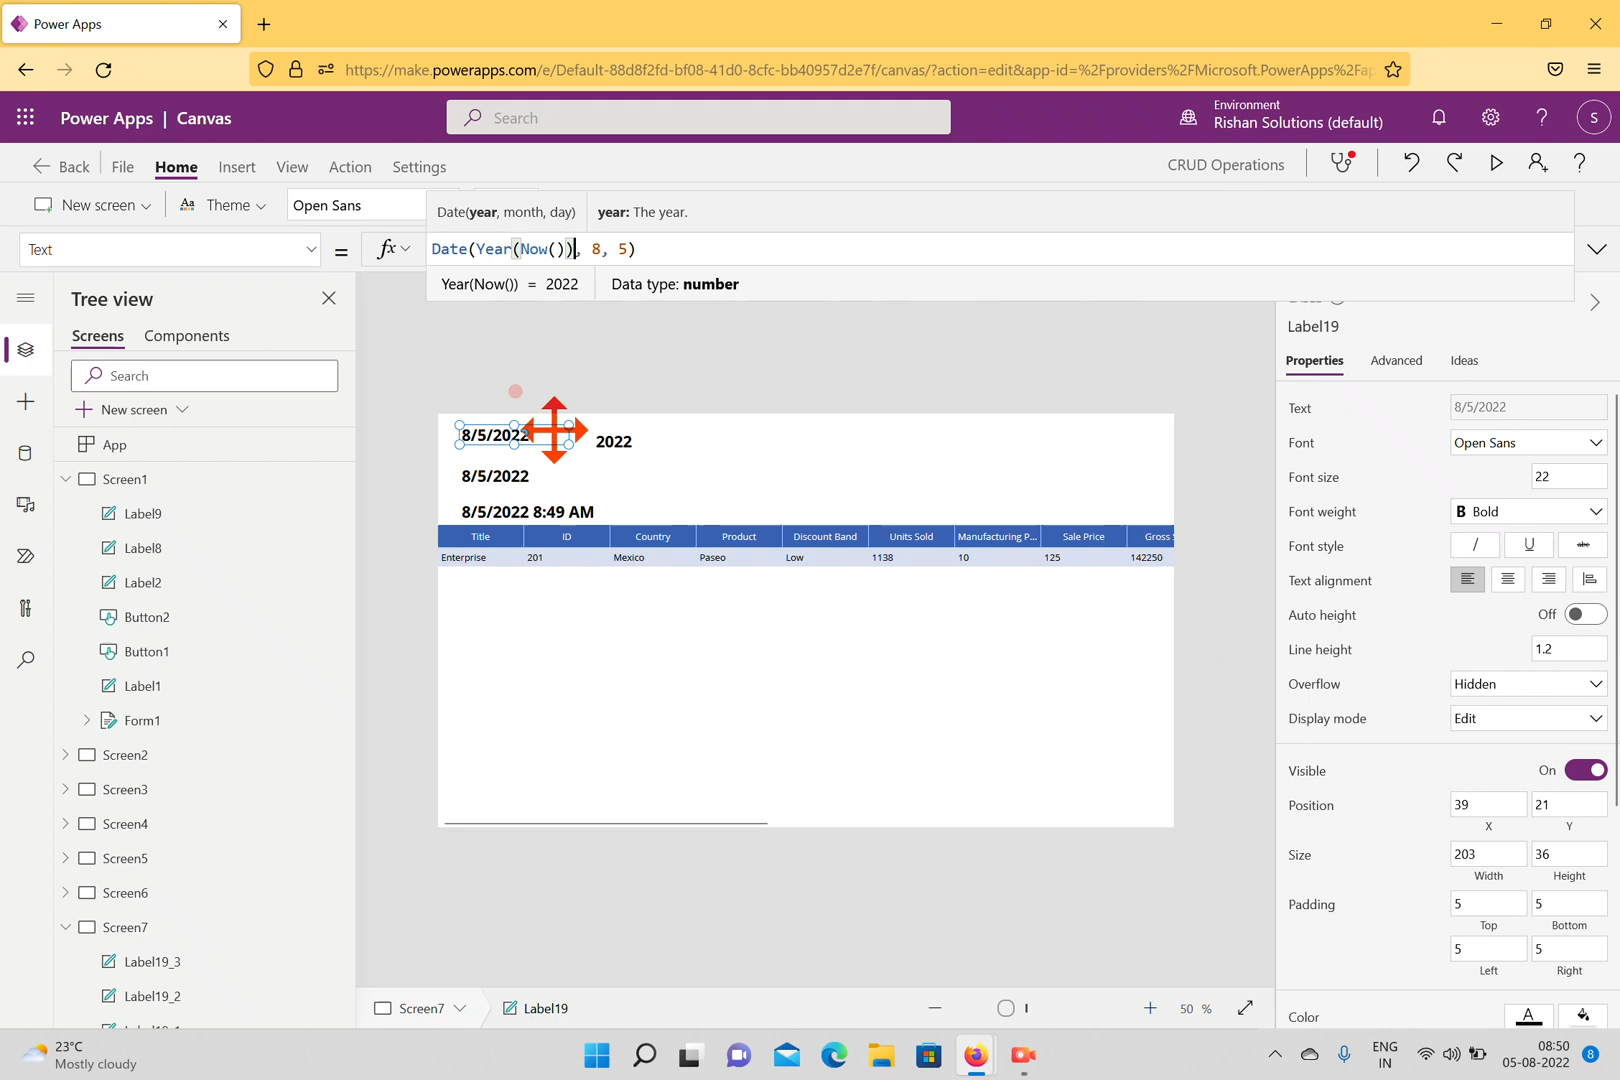 Power Apps
https://make.powerapps.com/e/Default-88d8f2fd-bf08-41d0-8cfc-bb40957d2e7f/canvas/?action=edit&app-id=%2Fproviders%2FMicrosoft.PowerApps%2Fap
Power Apps | Canvas
Search
Environment
Rishan Solutions (default)
S
Back File Home Insert View Action Settings
CRUD Operations
New screen
Theme
Open Sans
Date(year, month, day) year: The year.
Text = fx Date(Year(Now()), 8, 5)
Year(Now()) = 2022 Data type: number
Tree view
Screens Components
Search
New screen
App
Screen1
Label9
Label8
Label2
Button2
Button1
Label1
Form1
Screen2
Screen3
Screen4
Screen5
Screen6
Screen7
Label19_3
Label19_2
8/5/2022
2022
8/5/2022
8/5/2022 8:49 AM
Title ID Country Product Discount Band Units Sold Manufacturing P... Sale Price Gross
Enterprise 201 Mexico Paseo Low 1138 10 125 142250
Label19
Properties Advanced Ideas
Text 8/5/2022
Font Open Sans
Font size 22
Font weight B Bold
Font style / U abc
Text alignment
Auto height Off
Line height 1.2
Overflow Hidden
Display mode Edit
Visible On
Position 39 21
X Y
Size 203 36
Width Height
Padding 5 5
Top Bottom
5 5
Left Right
Color A
Screen7 Label19
50 %
23°C
Mostly cloudy
ENG
IN
08:50
05-08-2022
8